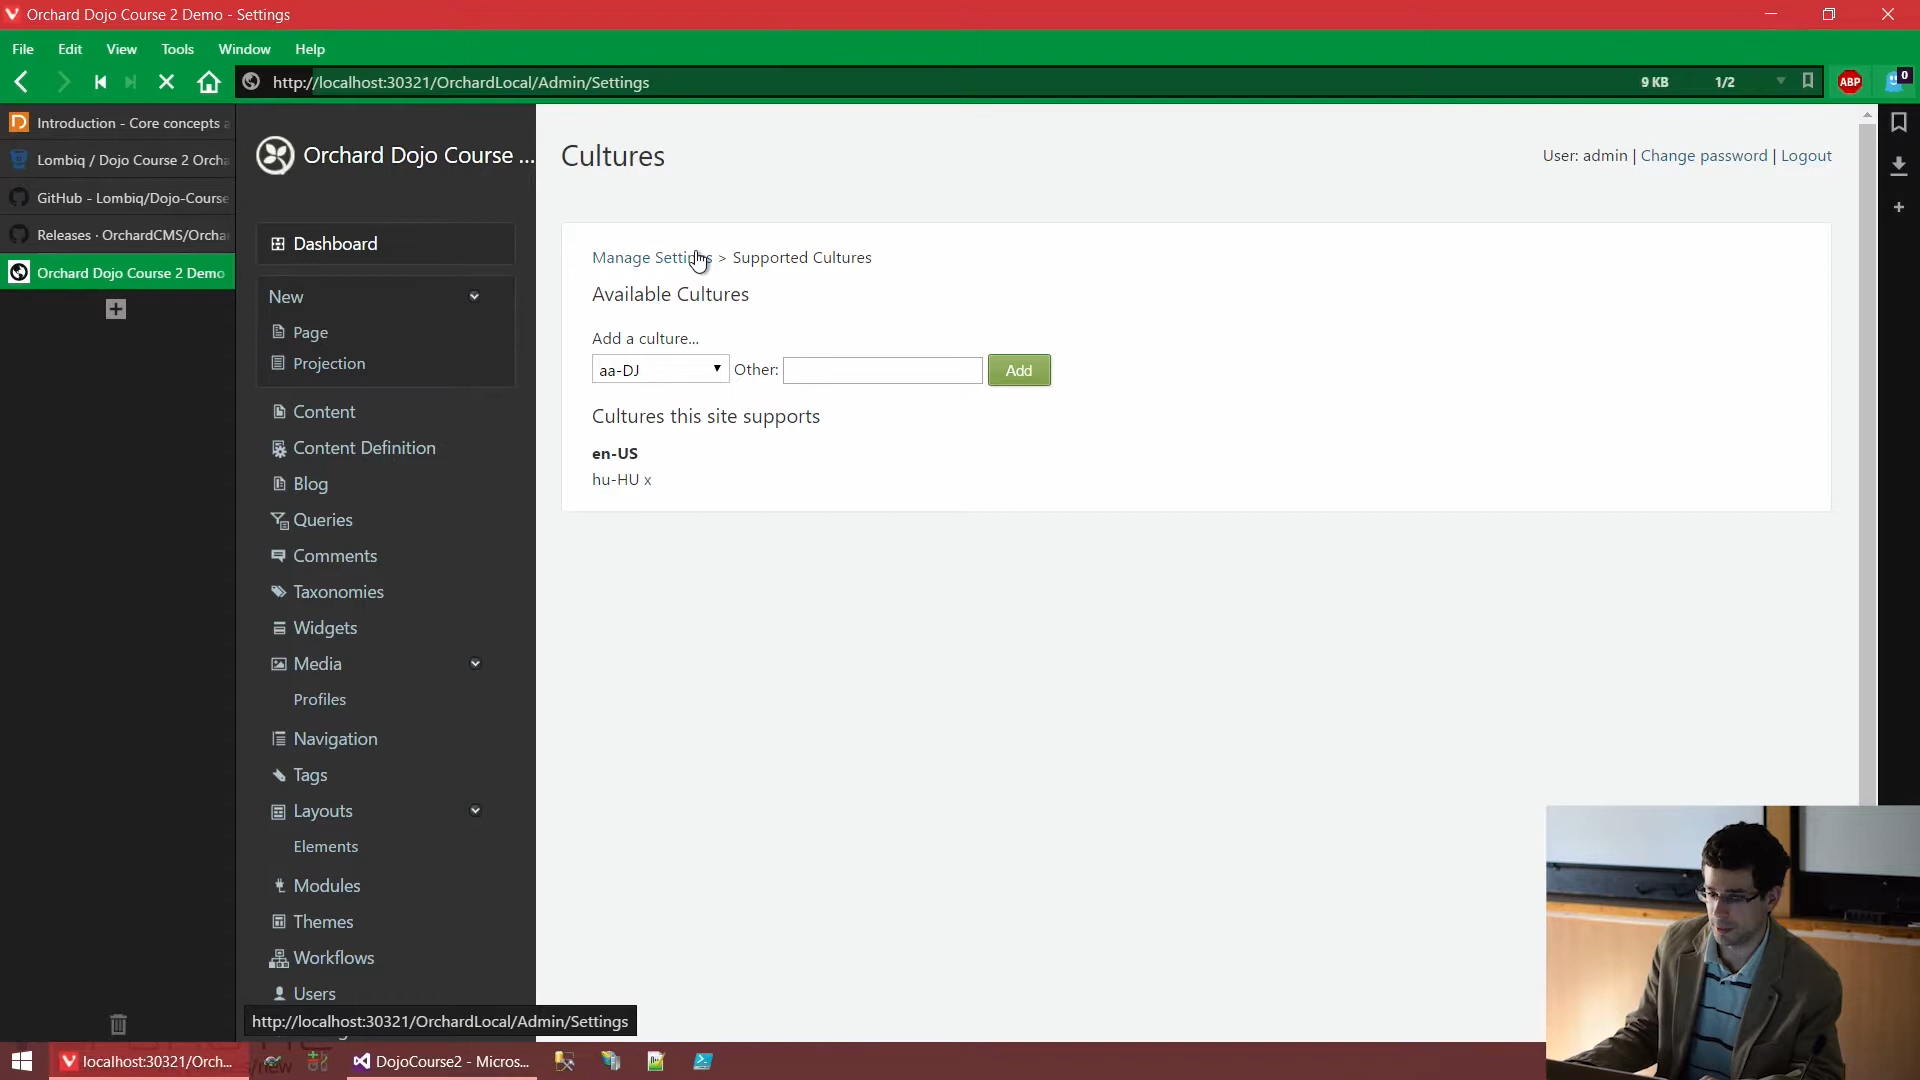 Orchard Dojo Course 2 Demo - Settings
File Edit View Tools Window Help
http://localhost:30321/OrchardLocal/Admin/Settings 9 KB 1/2 ABP 0
Introduction - Core concepts
Lombiq / Dojo Course 2 Orcha
GitHub - Lombiq/Dojo-Course
Releases · OrchardCMS/Orcha
Orchard Dojo Course 2 Demo
Orchard Dojo Course ...
Dashboard
New
Page
Projection
Content
Content Definition
Blog
Queries
Comments
Taxonomies
Widgets
Media
Profiles
Navigation
Tags
Layouts
Elements
Modules
Themes
Workflows
Users
Cultures
User: admin | Change password | Logout
Manage Settings > Supported Cultures
Available Cultures
Add a culture...
aa-DJ Other: Add
Cultures this site supports
en-US
hu-HU x
http://localhost:30321/OrchardLocal/Admin/Settings
localhost:30321/Orch... DojoCourse2 - Micros...